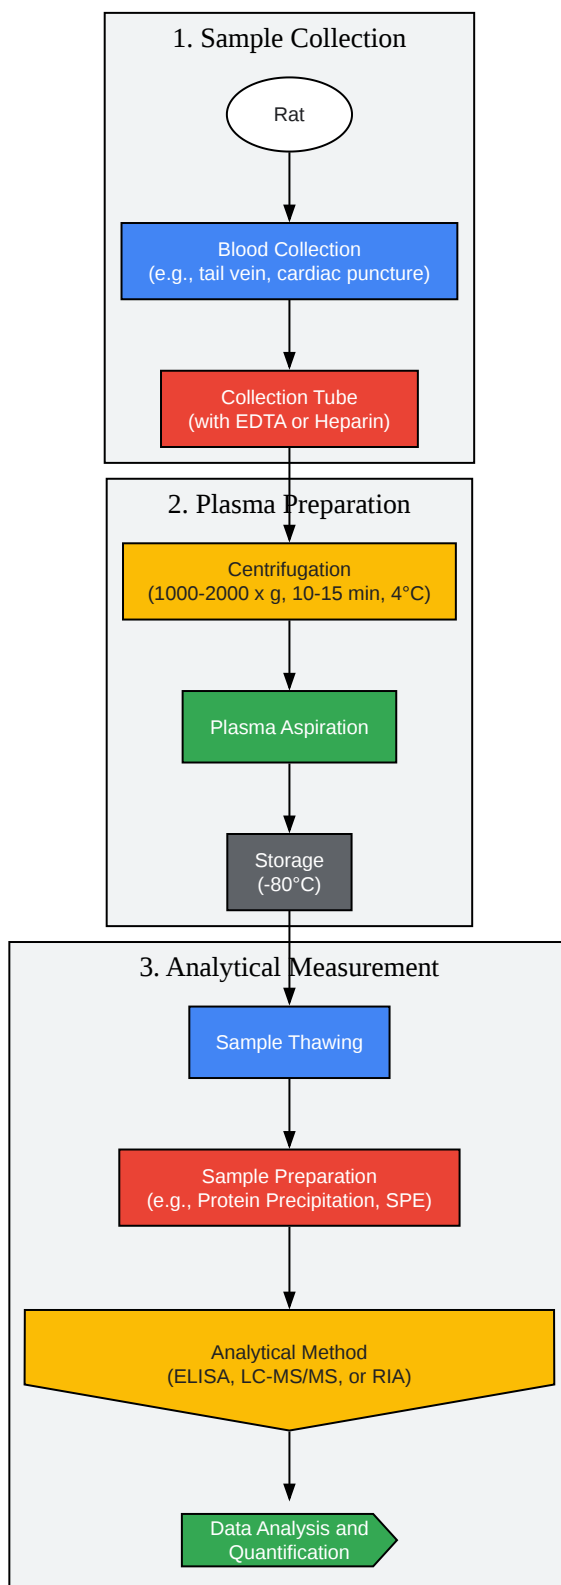 1. Sample Collection
Rat
Blood Collection
(e.g., tail vein, cardiac puncture)
Collection Tube
(with EDTA or Heparin)
2. Plasma Preparation
Centrifugation
(1000-2000 x g, 10-15 min, 4°C)
Plasma Aspiration
Storage
(-80°C)
3. Analytical Measurement
Sample Thawing
Sample Preparation
(e.g., Protein Precipitation, SPE)
Analytical Method
(ELISA, LC-MS/MS, or RIA)
Data Analysis and
Quantification